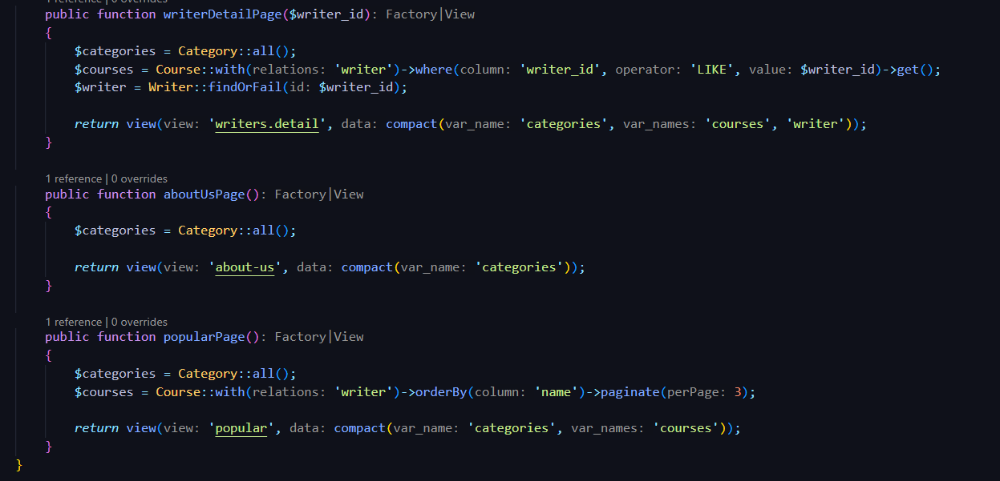 1 reference | 0 overrides
public function writerDetailPage($writer_id): Factory|View
{
$categories = Category::all();
$courses = Course::with(relations: 'writer')->where(column: 'writer_id', operator: 'LIKE', value: $writer_id)->get();
$writer = Writer::findOrFail(id: $writer_id);
return view(view: 'writers.detail', data: compact(var_name: 'categories', var_names: 'courses', 'writer'));
}
1 reference | 0 overrides
public function aboutUsPage(): Factory|View
{
$categories = Category::all();
return view(view: 'about-us', data: compact(var_name: 'categories'));
}
1 reference | 0 overrides
public function popularPage(): Factory|View
{
$categories = Category::all();
$courses = Course::with(relations: 'writer')->orderBy(column: 'name')->paginate(perPage: 3);
return view(view: 'popular', data: compact(var_name: 'categories', var_names: 'courses'));
}
}